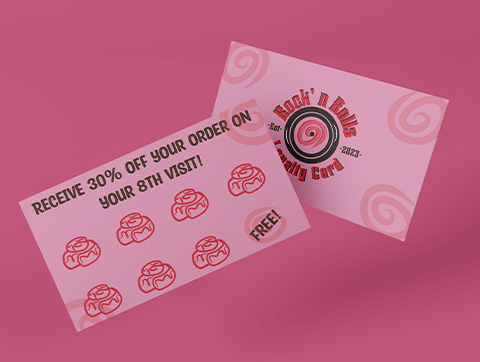 RECEIVE 30% OFF YOUR ORDER ON
YOUR 8TH VISIT!
FREE!
Rock'n Rolls
-Est-
-2023-
Loyalty Card